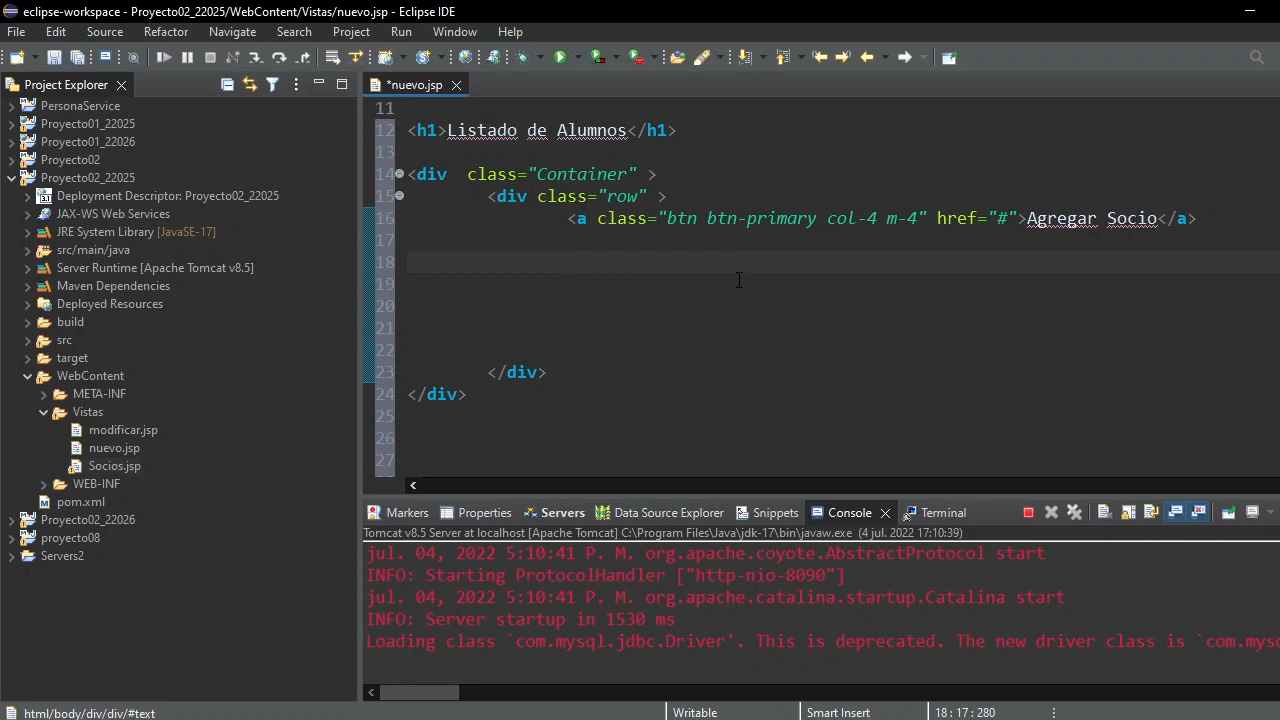 eclipse-workspace - Proyecto02_22025/WebContent/Vistas/nuevo.jsp - Eclipse IDE
File Edit Source Refactor Navigate Search Project Run Window Help
Project Explorer
PersonaService
Proyecto01_22025
Proyecto01_22026
Proyecto02
Proyecto02_22025
Deployment Descriptor: Proyecto02_22025
JAX-WS Web Services
JRE System Library [JavaSE-17]
src/main/java
Server Runtime [Apache Tomcat v8.5]
Maven Dependencies
Deployed Resources
build
src
target
WebContent
META-INF
Vistas
modificar.jsp
nuevo.jsp
Socios.jsp
WEB-INF
pom.xml
Proyecto02_22026
proyecto08
Servers2
*nuevo.jsp
11
12 <h1>Listado de Alumnos</h1>
13
14 <div  class="Container" >
15 <div class="row" >
16 <a class="btn btn-primary col-4 m-4" href="#">Agregar Socio</a>
17
18
19
20
21
22
23 </div>
24 </div>
25
26
27
Markers Properties Servers Data Source Explorer Snippets Console Terminal
Tomcat v8.5 Server at localhost [Apache Tomcat] C:\Program Files\Java\jdk-17\bin\javaw.exe (4 jul. 2022 17:10:39)
jul. 04, 2022 5:10:41 P. M. org.apache.coyote.AbstractProtocol start
INFO: Starting ProtocolHandler ["http-nio-8090"]
jul. 04, 2022 5:10:41 P. M. org.apache.catalina.startup.Catalina start
INFO: Server startup in 1530 ms
Loading class `com.mysql.jdbc.Driver'. This is deprecated. The new driver class is `com.mysq
html/body/div/div/#text Writable Smart Insert 18 : 17 : 280